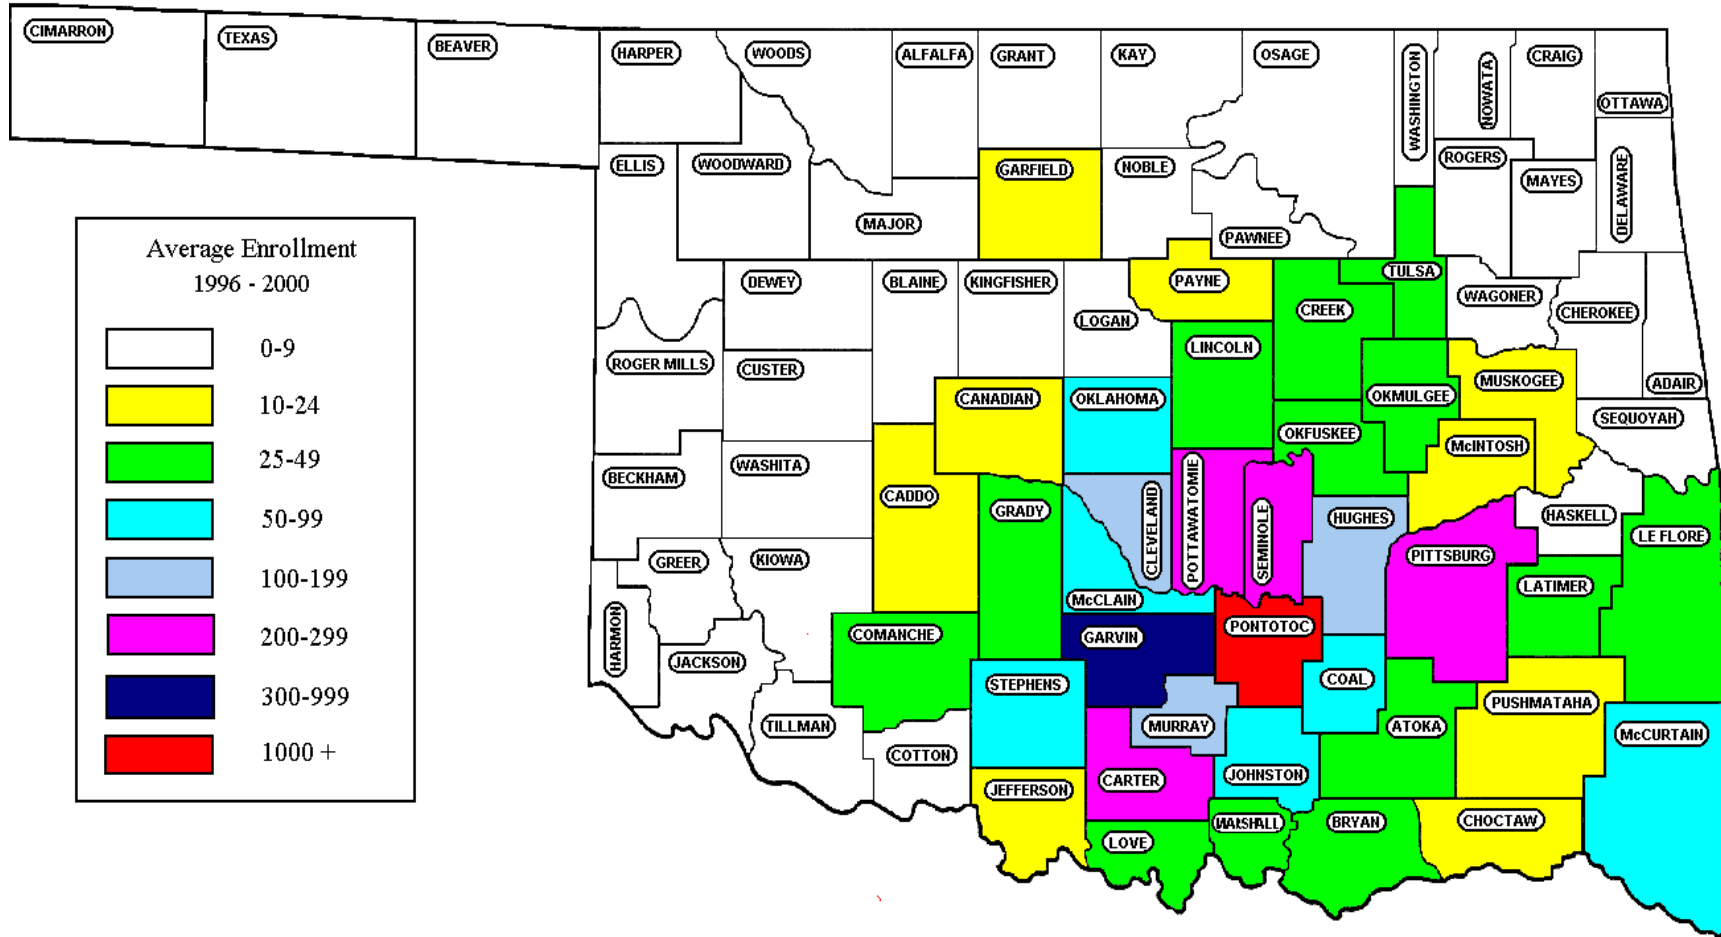 CIMARRON
TEXAS
BEAVER
HARPER
WOODS
ALFALFA
GRANT
KAY
OSAGE
WASHINGTON
NOWATA
CRAIG
OTTAWA
ELLIS
WOODWARD
MAJOR
GARFIELD
NOBLE
PAWNEE
ROGERS
MAYES
DELAWARE
Average Enrollment
1996 - 2000
0-9
10-24
25-49
50-99
100-199
200-299
300-999
1000 +
DEWEY
BLAINE
KINGFISHER
LOGAN
PAYNE
CREEK
TULSA
WAGONER
CHEROKEE
ADAIR
ROGER MILLS
CUSTER
CANADIAN
OKLAHOMA
LINCOLN
OKMULGEE
MUSKOGEE
SEQUOYAH
BECKHAM
WASHITA
CADDO
GRADY
CLEVELAND
POTTAWATOMIE
SEMINOLE
OKFUSKEE
HUGHES
McINTOSH
HASKELL
LE FLORE
PITTSBURG
LATIMER
GREER
KIOWA
HARMON
JACKSON
COMANCHE
McCLAIN
GARVIN
PONTOTOC
COAL
TILLMAN
COTTON
STEPHENS
MURRAY
ATOKA
PUSHMATAHA
McCURTAIN
JEFFERSON
CARTER
JOHNSTON
LOVE
MARSHALL
BRYAN
CHOCTAW